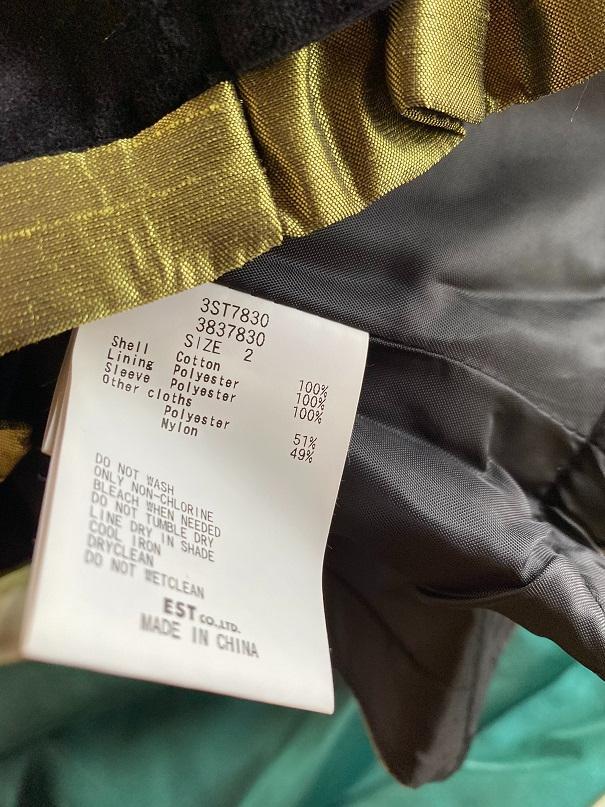 3ST7830
3837830
SIZE 2
Shell Cotton 100%
Lining Polyester 100%
Sleeve Polyester 100%
Other cloths
Polyester 51%
Nylon 49%
DO NOT WASH
ONLY NON-CHLORINE
BLEACH WHEN NEEDED
DO NOT TUMBLE DRY
LINE DRY IN SHADE
COOL IRON
DRYCLEAN
DO NOT WETCLEAN
EST CO.,LTD.
MADE IN CHINA